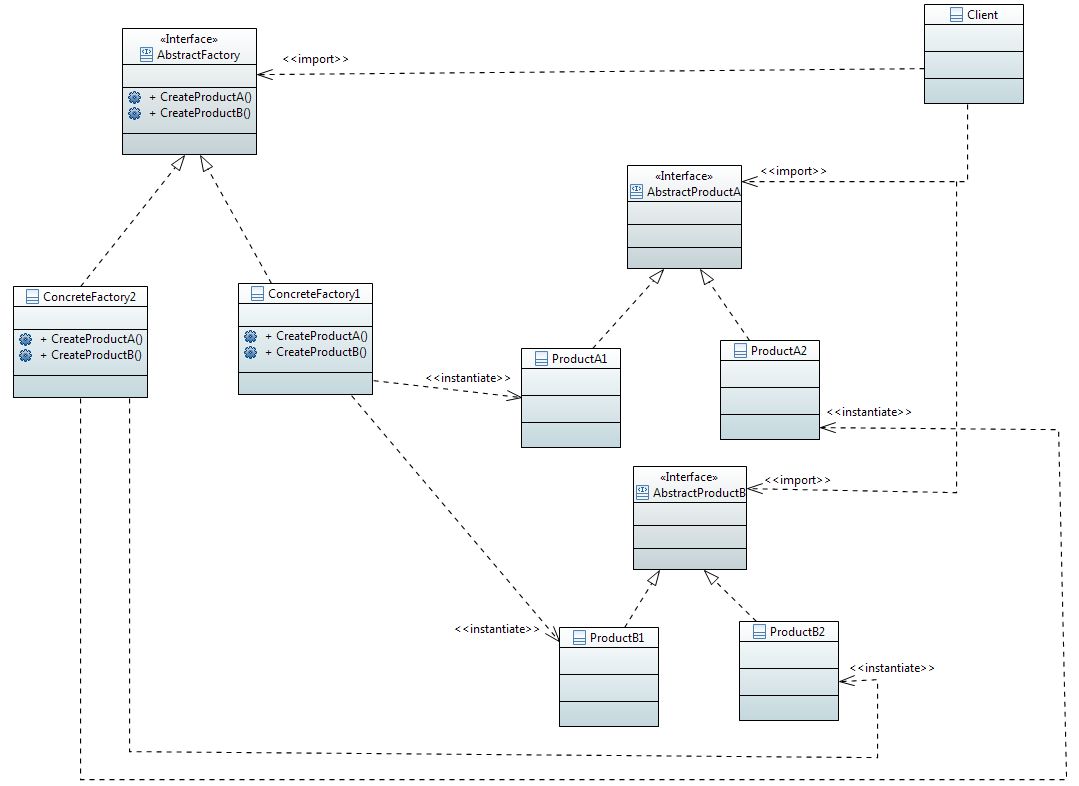 Client
«Interface»
AbstractFactory
<<import>>
+ CreateProductA()
+ CreateProductB()
«Interface»
AbstractProductA
<<import>>
ConcreteFactory2
+ CreateProductA()
+ CreateProductB()
ConcreteFactory1
+ CreateProductA()
+ CreateProductB()
<<instantiate>>
ProductA1
ProductA2
<<instantiate>>
«Interface»
AbstractProductB
<<import>>
<<instantiate>>
ProductB1
ProductB2
<<instantiate>>